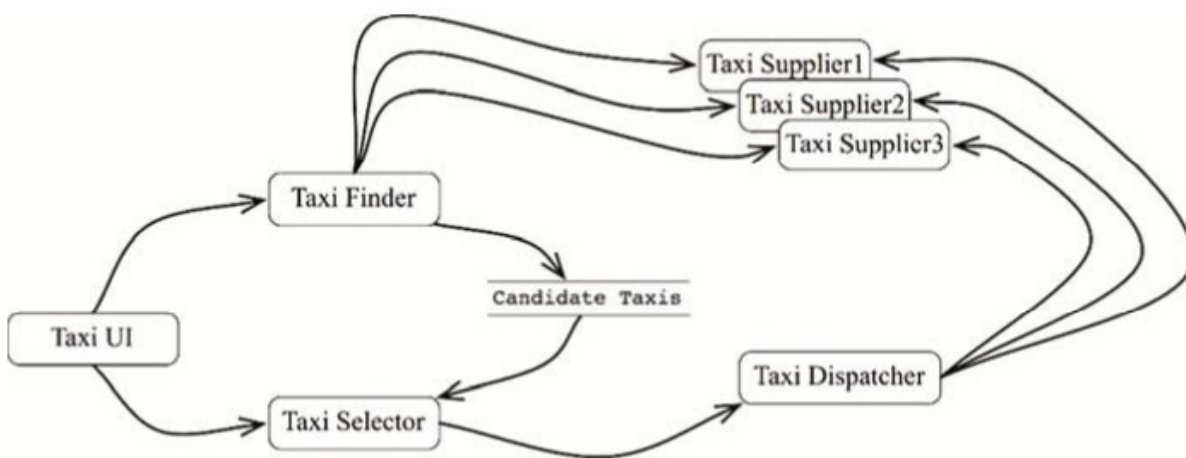 Taxi Supplier1
Taxi Supplier2
Taxi Supplier3
Taxi Finder
Candidate Taxis
Taxi UI
Taxi Dispatcher
Taxi Selector